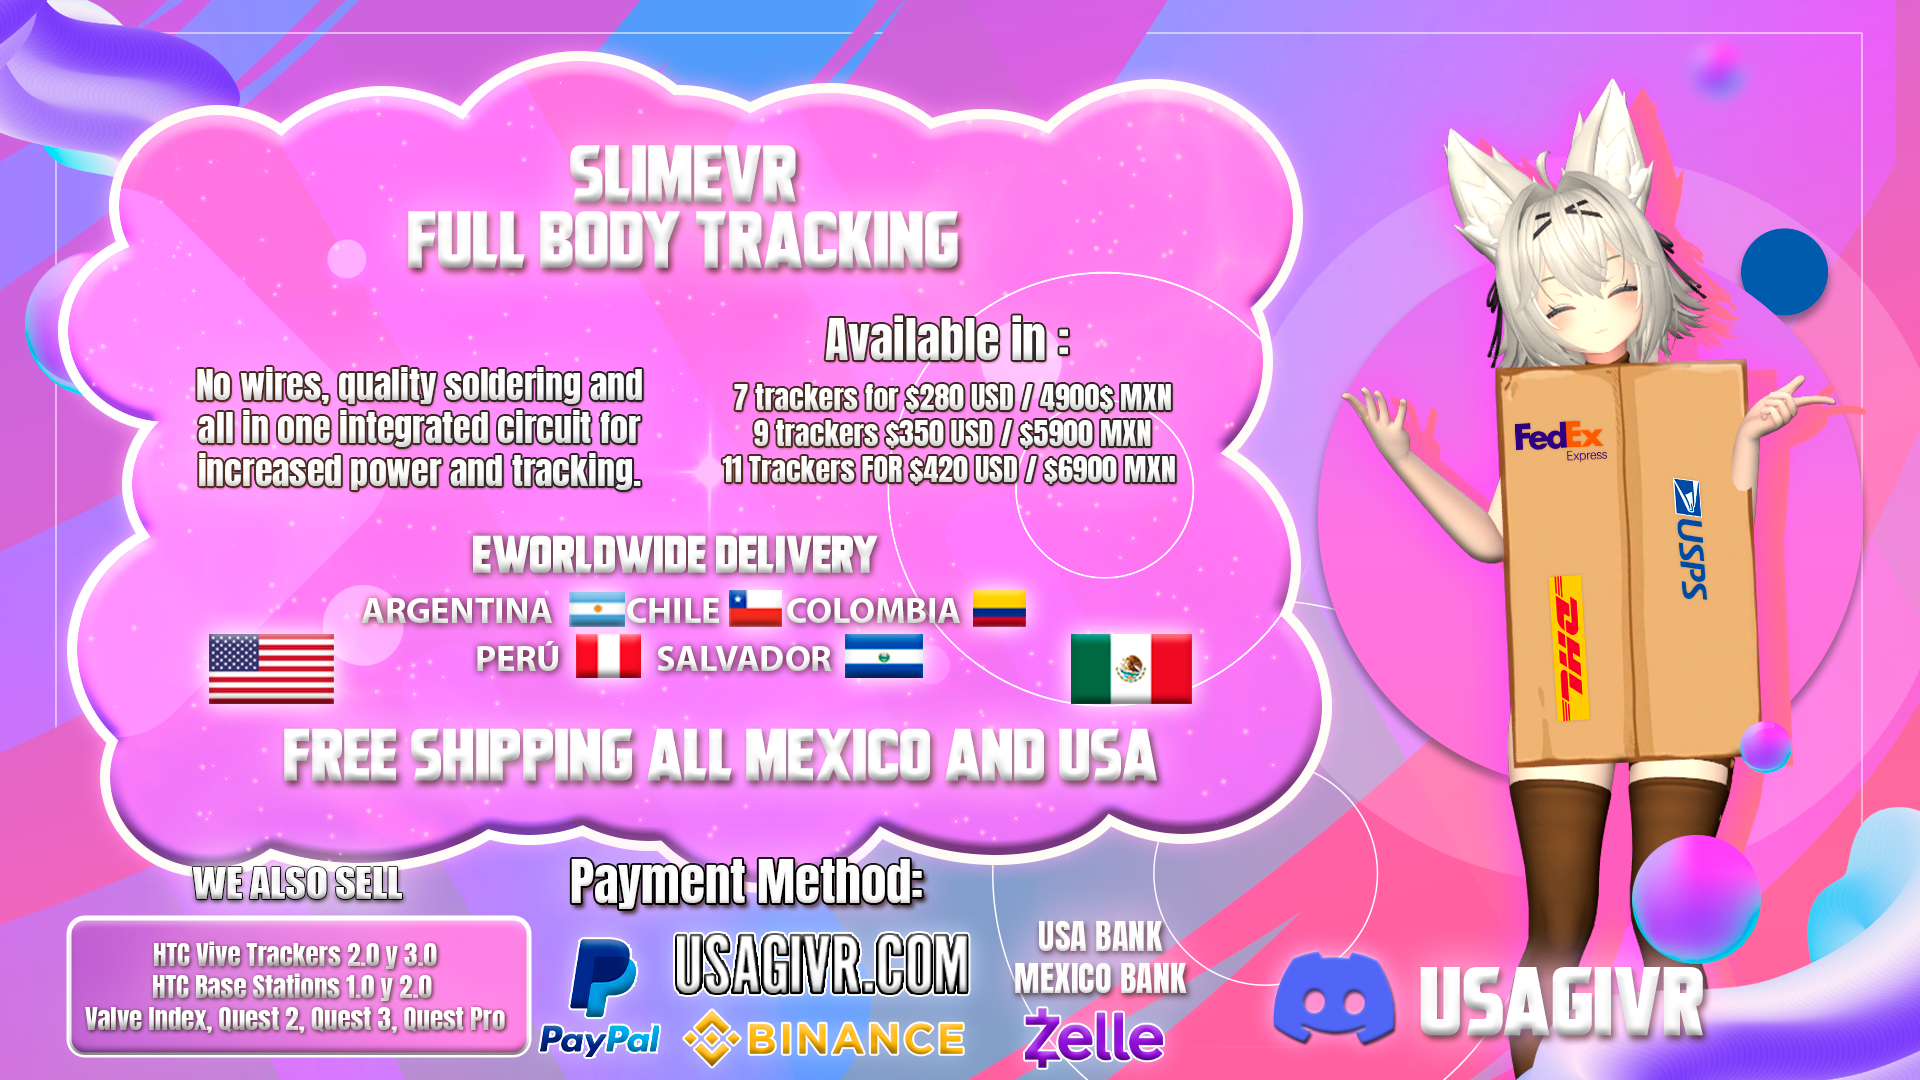 SLIMEVR
FULL BODY TRACKING
No wires, quality soldering and
all in one integrated circuit for
increased power and tracking.
Available in :
7 trackers for $280 USD / 4900$ MXN
9 trackers $350 USD / $5900 MXN
11 Trackers FOR $420 USD / $6900 MXN
EWORLDWIDE DELIVERY
ARGENTINA CHILE COLOMBIA
PERÚ SALVADOR
FREE SHIPPING ALL MEXICO AND USA
WE ALSO SELL
HTC Vive Trackers 2.0 y 3.0
HTC Base Stations 1.0 y 2.0
Valve Index, Quest 2, Quest 3, Quest Pro
Payment Method:
PayPal
USAGIVR.COM
BINANCE
USA BANK
MEXICO BANK
Zelle
USAGIVR
FedEx
Express
USPS
DHL